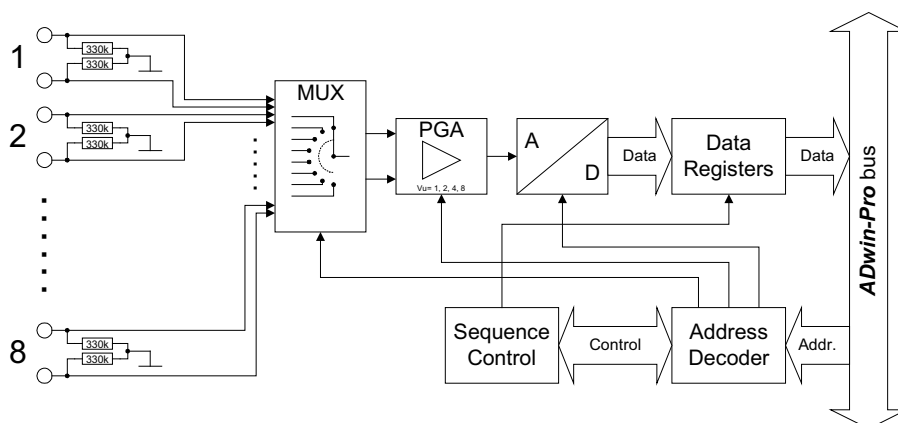 1
330k
330k
2
330k
330k
8
330k
330k
MUX
PGA
Vu= 1, 2, 4, 8
A
D
Data
Data
Registers
Data
Sequence
Control
Control
Address
Decoder
Addr.
ADwin-Pro bus